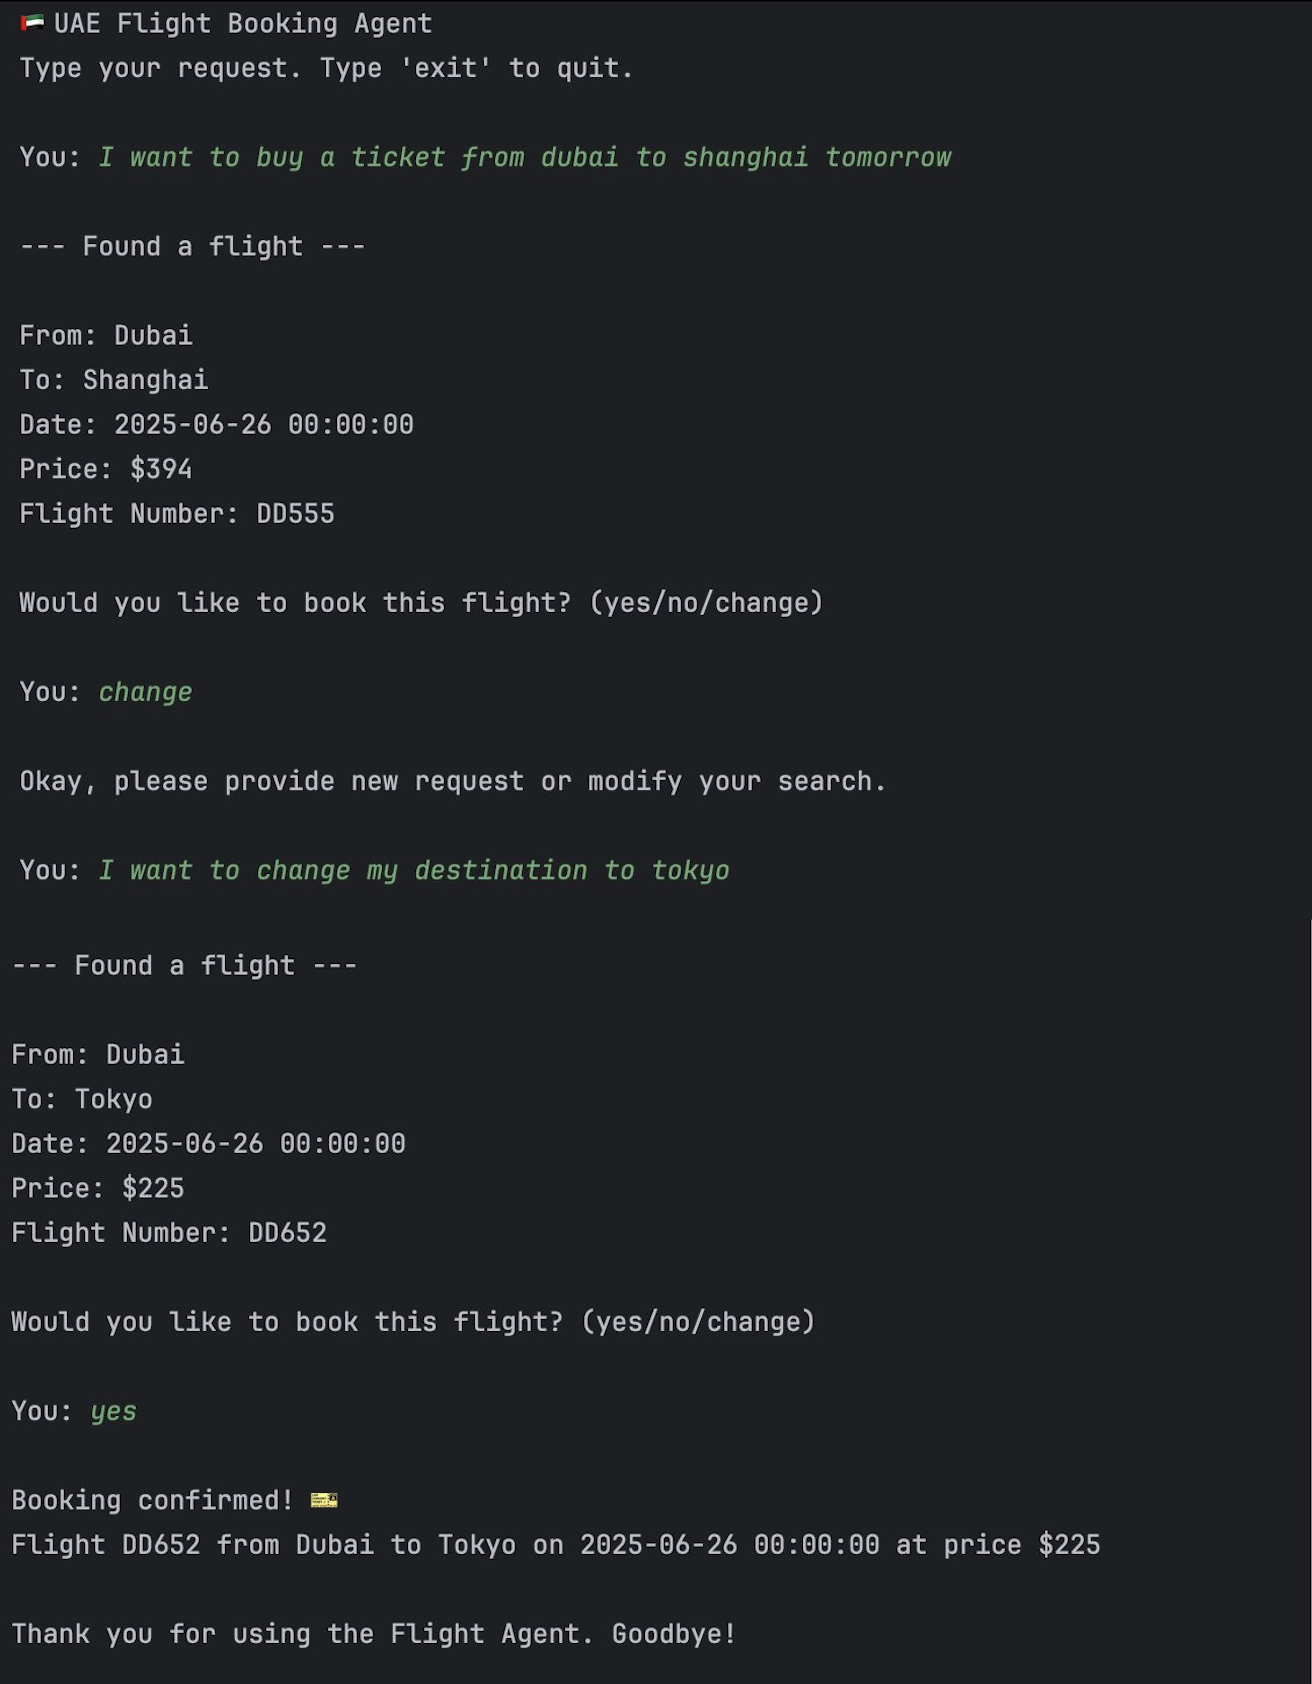 🇦🇪 UAE Flight Booking Agent
Type your request. Type 'exit' to quit.
You: I want to buy a ticket from dubai to shanghai tomorrow
--- Found a flight ---
From: Dubai
To: Shanghai
Date: 2025-06-26 00:00:00
Price: $394
Flight Number: DD555
Would you like to book this flight? (yes/no/change)
You: change
Okay, please provide new request or modify your search.
You: I want to change my destination to tokyo
--- Found a flight ---
From: Dubai
To: Tokyo
Date: 2025-06-26 00:00:00
Price: $225
Flight Number: DD652
Would you like to book this flight? (yes/no/change)
You: yes
Booking confirmed! 🎫
Flight DD652 from Dubai to Tokyo on 2025-06-26 00:00:00 at price $225
Thank you for using the Flight Agent. Goodbye!